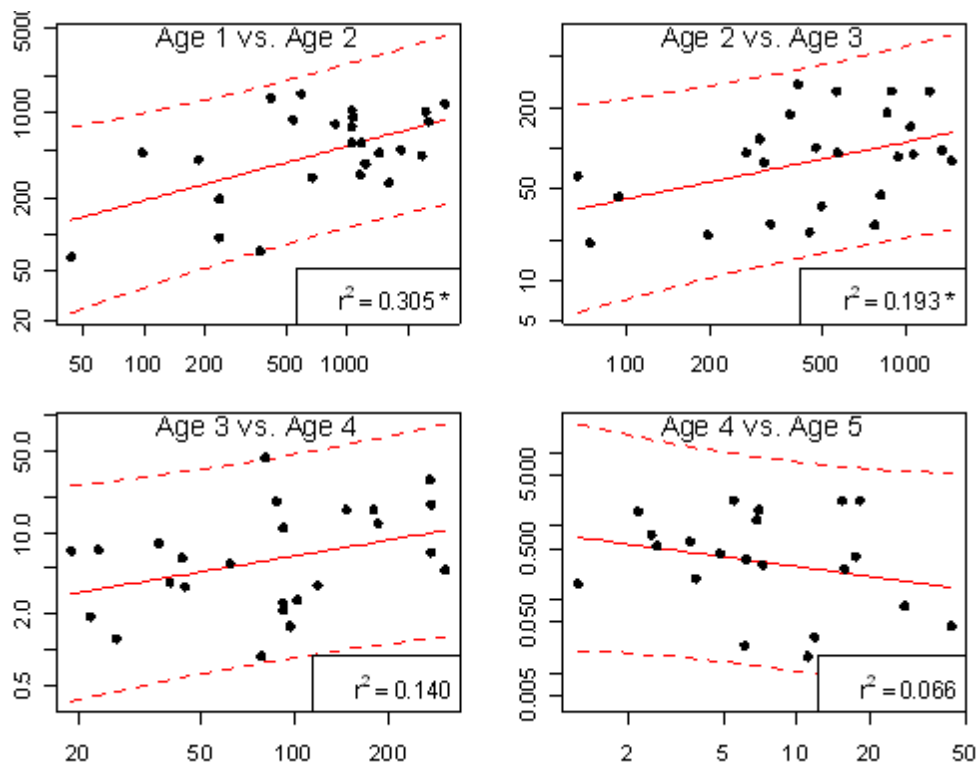 Age 1 vs. Age 2
5000
1000
200
50
20
r² = 0.305 *
50 100 200 500 1000
Age 2 vs. Age 3
200
50
10
5
r² = 0.193 *
100 200 500 1000
Age 3 vs. Age 4
50.0
10.0
2.0
0.5
r² = 0.140
20 50 100 200
Age 4 vs. Age 5
5.000
0.500
0.050
0.005
r² = 0.066
2 5 10 20 50